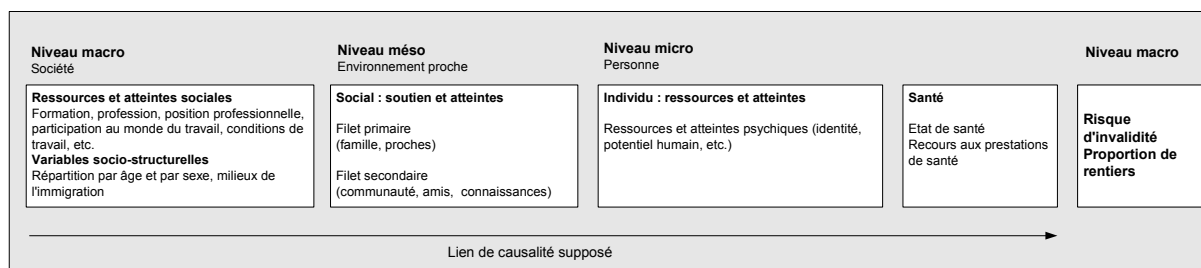 Niveau macro
Société
Niveau méso
Environnement proche
Niveau micro
Personne
Niveau macro
Ressources et atteintes sociales
Formation, profession, position professionnelle,
participation au monde du travail, conditions de
travail, etc.
Variables socio-structurelles
Répartition par âge et par sexe, milieux de
l'immigration
Social : soutien et atteintes
Filet primaire
(famille, proches)
Filet secondaire
(communauté, amis, connaissances)
Individu : ressources et atteintes
Ressources et atteintes psychiques (identité,
potentiel humain, etc.)
Santé
Etat de santé
Recours aux prestations
de santé
Risque
d'invalidité
Proportion de
rentiers
Lien de causalité supposé